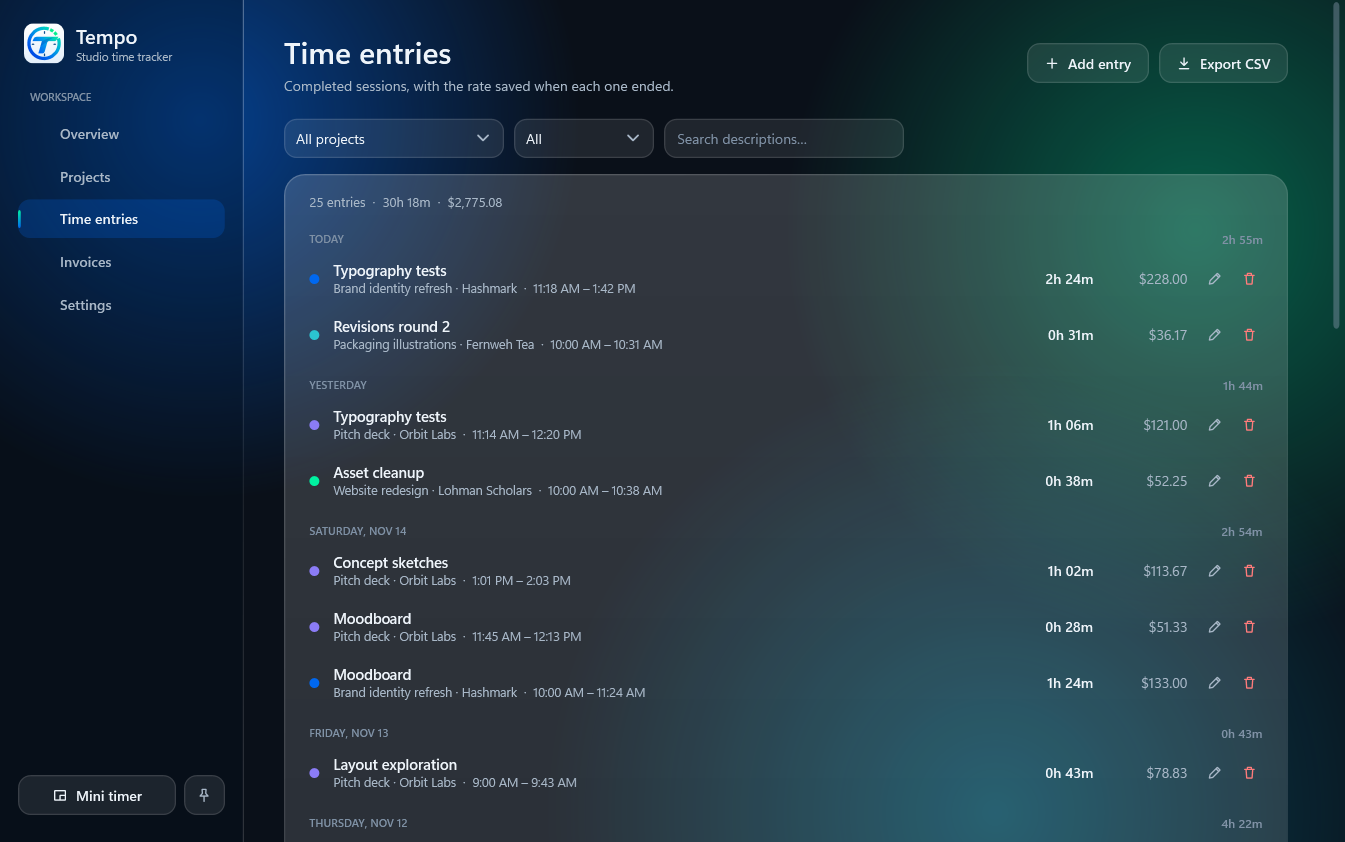 Tempo
Studio time tracker
WORKSPACE
Overview
Projects
Time entries
Invoices
Settings
Mini timer
Time entries
Completed sessions, with the rate saved when each one ended.
Add entry
Export CSV
All projects
All
Search descriptions...
25 entries · 30h 18m · $2,775.08
TODAY 2h 55m
Typography tests
Brand identity refresh · Hashmark · 11:18 AM – 1:42 PM
2h 24m $228.00
Revisions round 2
Packaging illustrations · Fernweh Tea · 10:00 AM – 10:31 AM
0h 31m $36.17
YESTERDAY 1h 44m
Typography tests
Pitch deck · Orbit Labs · 11:14 AM – 12:20 PM
1h 06m $121.00
Asset cleanup
Website redesign · Lohman Scholars · 10:00 AM – 10:38 AM
0h 38m $52.25
SATURDAY, NOV 14 2h 54m
Concept sketches
Pitch deck · Orbit Labs · 1:01 PM – 2:03 PM
1h 02m $113.67
Moodboard
Pitch deck · Orbit Labs · 11:45 AM – 12:13 PM
0h 28m $51.33
Moodboard
Brand identity refresh · Hashmark · 10:00 AM – 11:24 AM
1h 24m $133.00
FRIDAY, NOV 13 0h 43m
Layout exploration
Pitch deck · Orbit Labs · 9:00 AM – 9:43 AM
0h 43m $78.83
THURSDAY, NOV 12 4h 22m